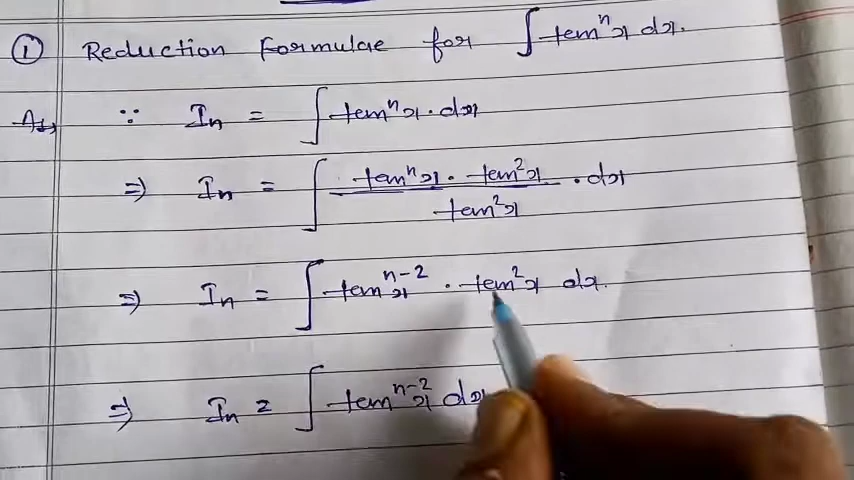 ① Reduction Formulae for ∫ tanⁿx dx.
Ans ∵ Iₙ = ∫ tanⁿx · dx
⇒ Iₙ = ∫ (tanⁿx · tan²x)/(tan²x) · dx
⇒ Iₙ = ∫ tanⁿ⁻²x · tan²x dx.
⇒ Iₙ = ∫ tanⁿ⁻²x dx